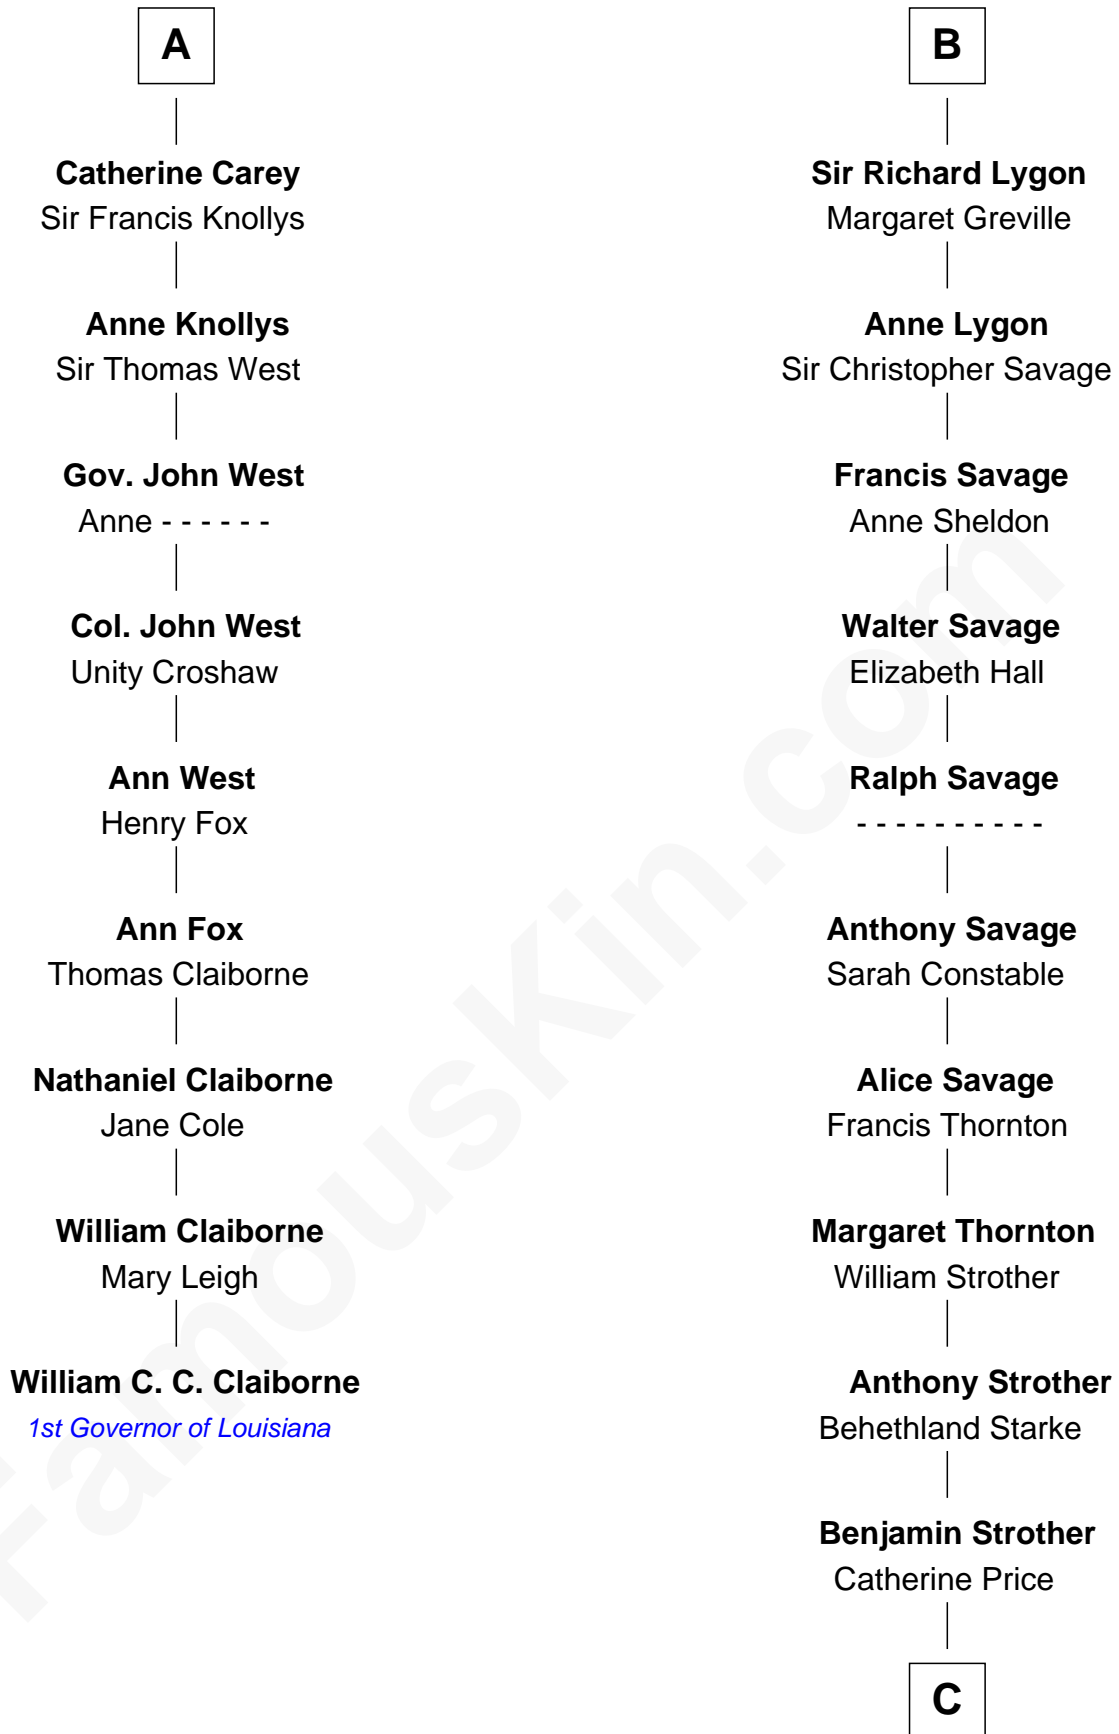 A
Catherine Carey
Sir Francis Knollys
Anne Knollys
Sir Thomas West
Gov. John West
Anne - - - - - -
Col. John West
Unity Croshaw
Ann West
Henry Fox
Ann Fox
Thomas Claiborne
Nathaniel Claiborne
Jane Cole
William Claiborne
Mary Leigh
William C. C. Claiborne
1st Governor of Louisiana
B
Sir Richard Lygon
Margaret Greville
Anne Lygon
Sir Christopher Savage
Francis Savage
Anne Sheldon
Walter Savage
Elizabeth Hall
Ralph Savage
- - - - - - - - - -
Anthony Savage
Sarah Constable
Alice Savage
Francis Thornton
Margaret Thornton
William Strother
Anthony Strother
Behethland Starke
Benjamin Strother
Catherine Price
C
FamousKin.com